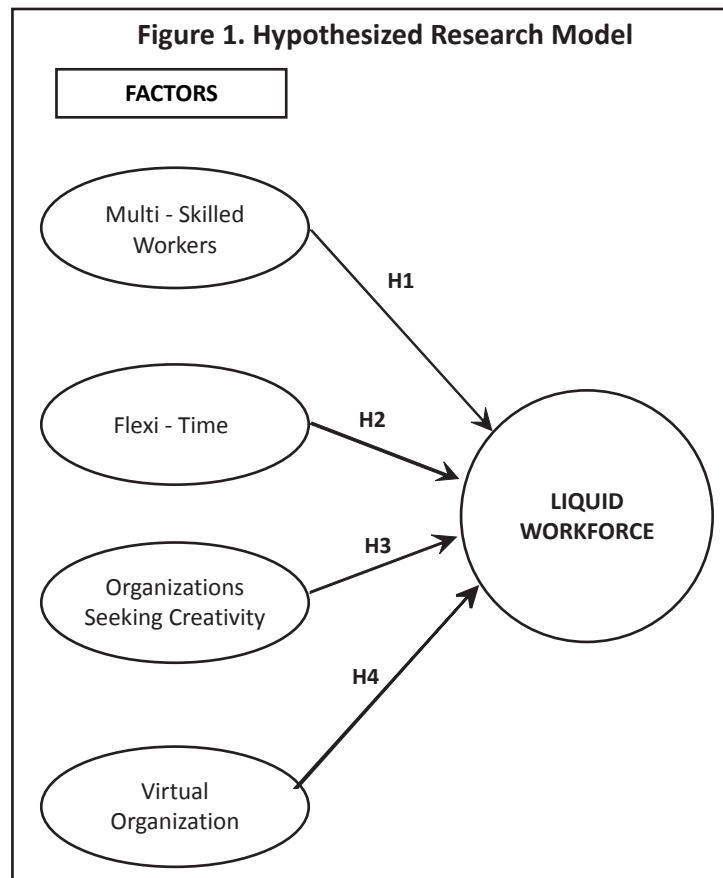 Figure 1. Hypothesized Research Model
FACTORS
Multi - Skilled
Workers
H1
Flexi - Time
H2
LIQUID
WORKFORCE
H3
Organizations
Seeking Creativity
H4
Virtual
Organization